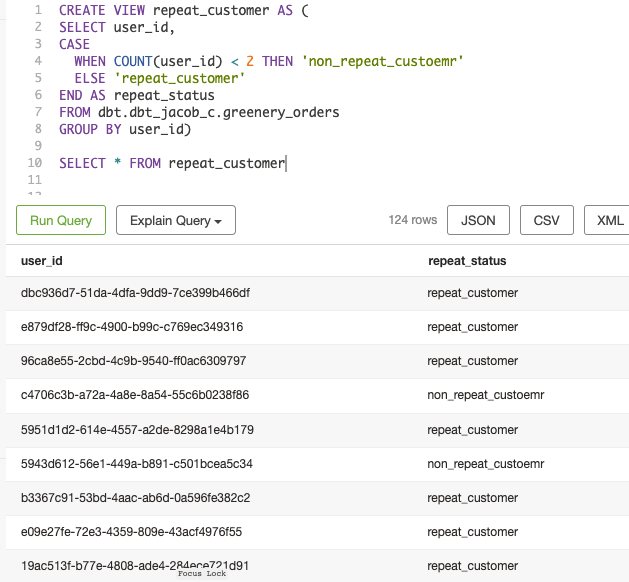 1 CREATE VIEW repeat_customer AS (
2 SELECT user_id,
3 CASE
4 WHEN COUNT(user_id) < 2 THEN 'non_repeat_custoemr'
5 ELSE 'repeat_customer'
6 END AS repeat_status
7 FROM dbt.dbt_jacob_c.greenery_orders
8 GROUP BY user_id)
9
10 SELECT * FROM repeat_customer
11
Run Query Explain Query 124 rows JSON CSV XML
user_id repeat_status
dbc936d7-51da-4dfa-9dd9-7ce399b466df repeat_customer
e879df28-ff9c-4900-b99c-c769ec349316 repeat_customer
96ca8e55-2cbd-4c9b-9540-ff0ac6309797 repeat_customer
c4706c3b-a72a-4a8e-8a54-55c6b0238f86 non_repeat_custoemr
5951d1d2-614e-4557-a2de-8298a1e4b179 repeat_customer
5943d612-56e1-449a-b891-c501bcea5c34 non_repeat_custoemr
b3367c91-53bd-4aac-ab6d-0a596fe382c2 repeat_customer
e09e27fe-72e3-4359-809e-43acf4976f55 repeat_customer
19ac513f-b77e-4808-ade4-284ece721d91 repeat_customer
Focus Lock